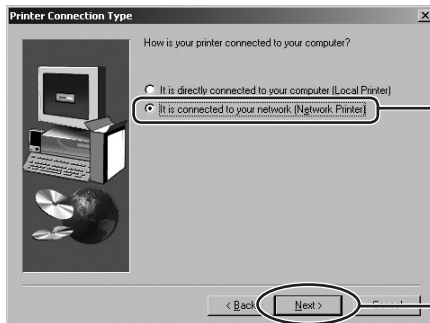 Printer Connection Type
How is your printer connected to your computer?
It is directly connected to your computer (Local Printer)
It is connected to your network (Network Printer)
< Back
Next >